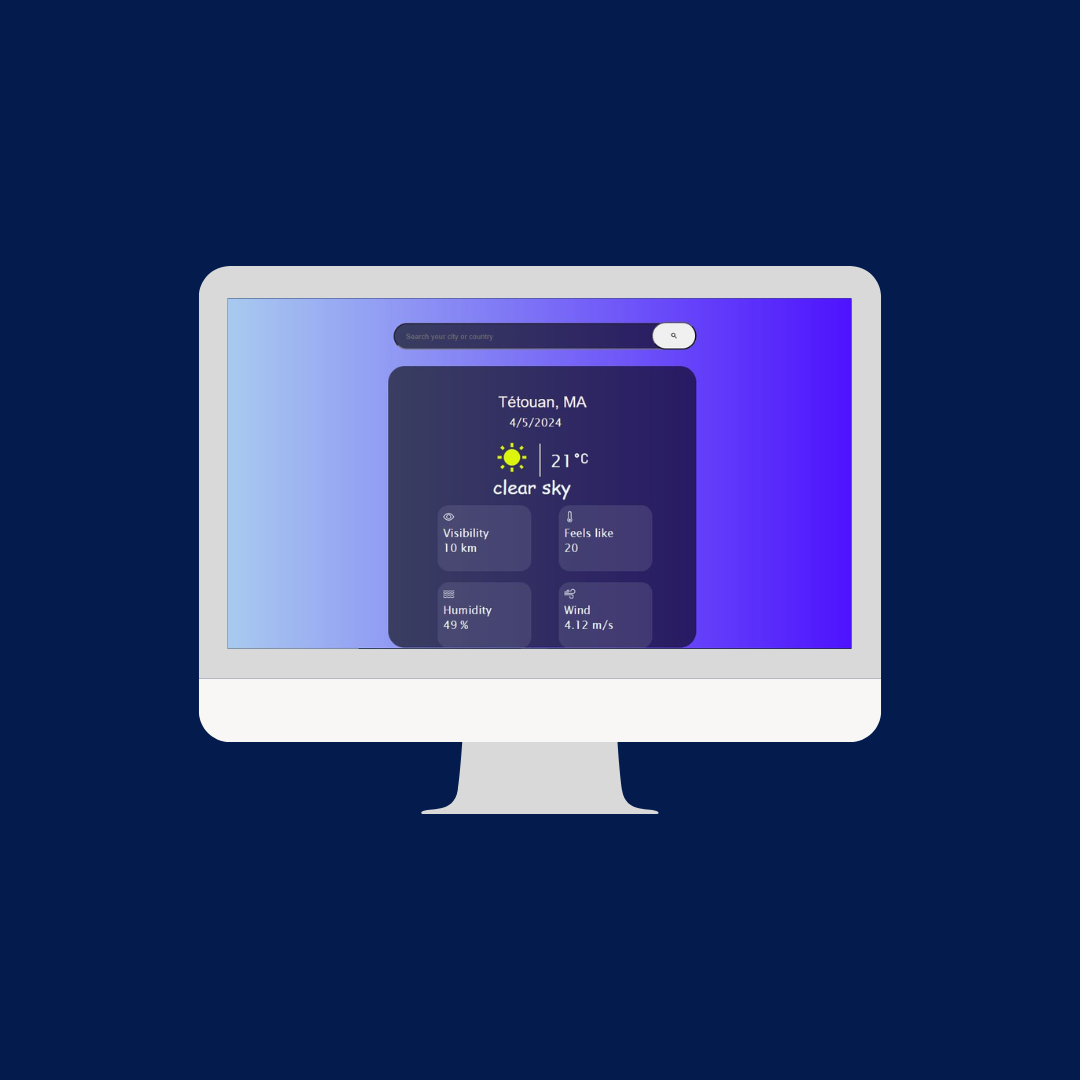 Search your city or country
Tétouan, MA
4/5/2024
21°C
clear sky
Visibility
10 km
Feels like
20
Humidity
49 %
Wind
4.12 m/s